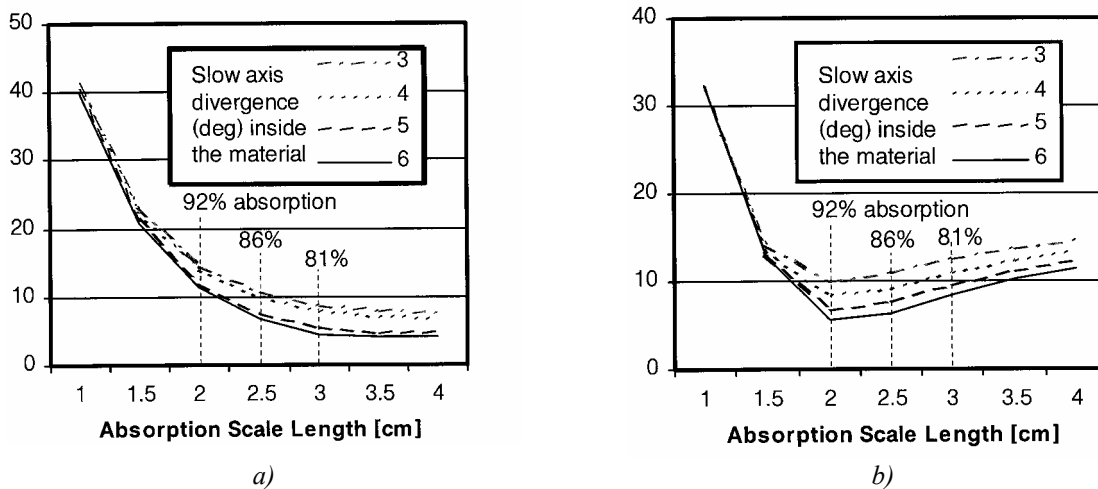 50
40
30
20
10
0
Slow axis
divergence
(deg) inside
the material
3
4
5
6
92% absorption
86%
81%
1 1.5 2 2.5 3 3.5 4
Absorption Scale Length [cm]
a)
40
30
20
10
0
Slow axis
divergence
(deg) inside
the material
3
4
5
6
92% absorption
86%
81%
1 1.5 2 2.5 3 3.5 4
Absorption Scale Length [cm]
b)